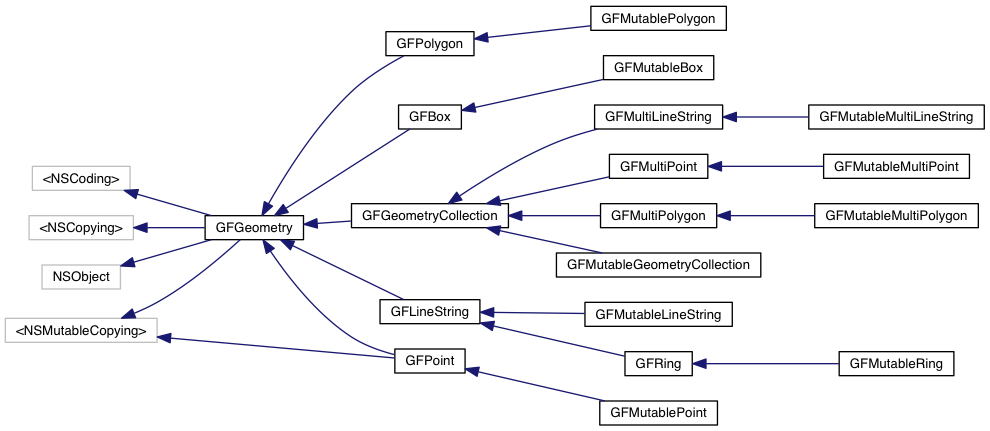 GFMutablePolygon
GFPolygon
GFMutableBox
GFBox
GFMultiLineString
GFMutableMultiLineString
GFMultiPoint
GFMutableMultiPoint
<NSCoding>
GFGeometryCollection
GFMultiPolygon
GFMutableMultiPolygon
<NSCopying>
GFGeometry
GFMutableGeometryCollection
NSObject
GFLineString
GFMutableLineString
<NSMutableCopying>
GFPoint
GFRing
GFMutableRing
GFMutablePoint